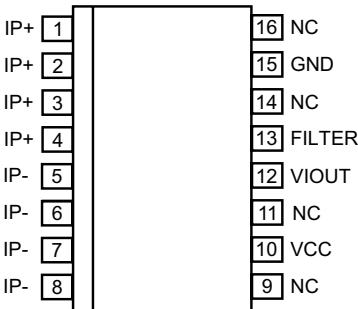 IP+ 1 16 NC
IP+ 2 15 GND
IP+ 3 14 NC
IP+ 4 13 FILTER
IP- 5 12 VIOUT
IP- 6 11 NC
IP- 7 10 VCC
IP- 8 9 NC